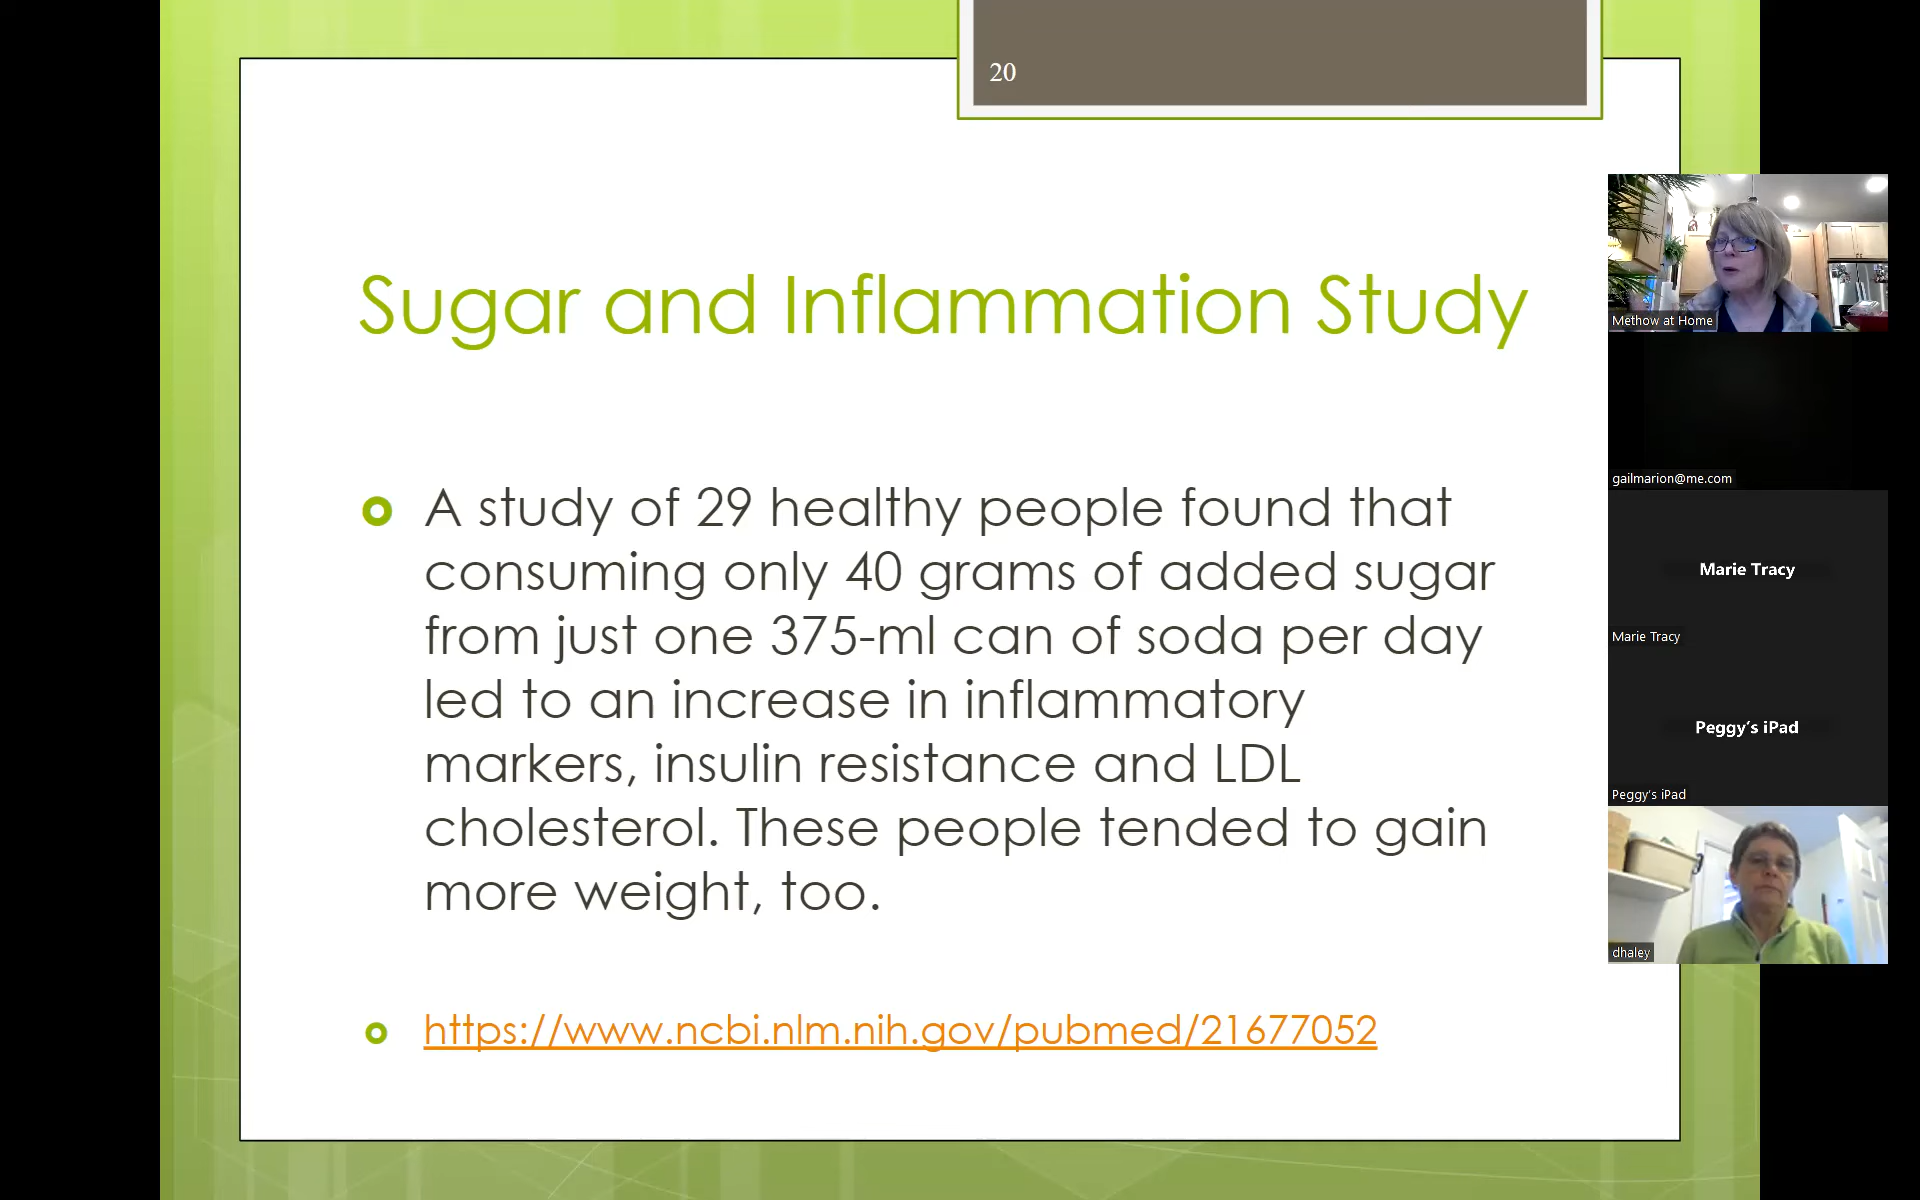 20
Sugar and Inflammation Study
A study of 29 healthy people found that
consuming only 40 grams of added sugar
from just one 375-ml can of soda per day
led to an increase in inflammatory
markers, insulin resistance and LDL
cholesterol. These people tended to gain
more weight, too.
https://www.ncbi.nlm.nih.gov/pubmed/21677052
Methow at Home
gailmarion@me.com
Marie Tracy
Marie Tracy
Peggy's iPad
Peggy's iPad
dhaley